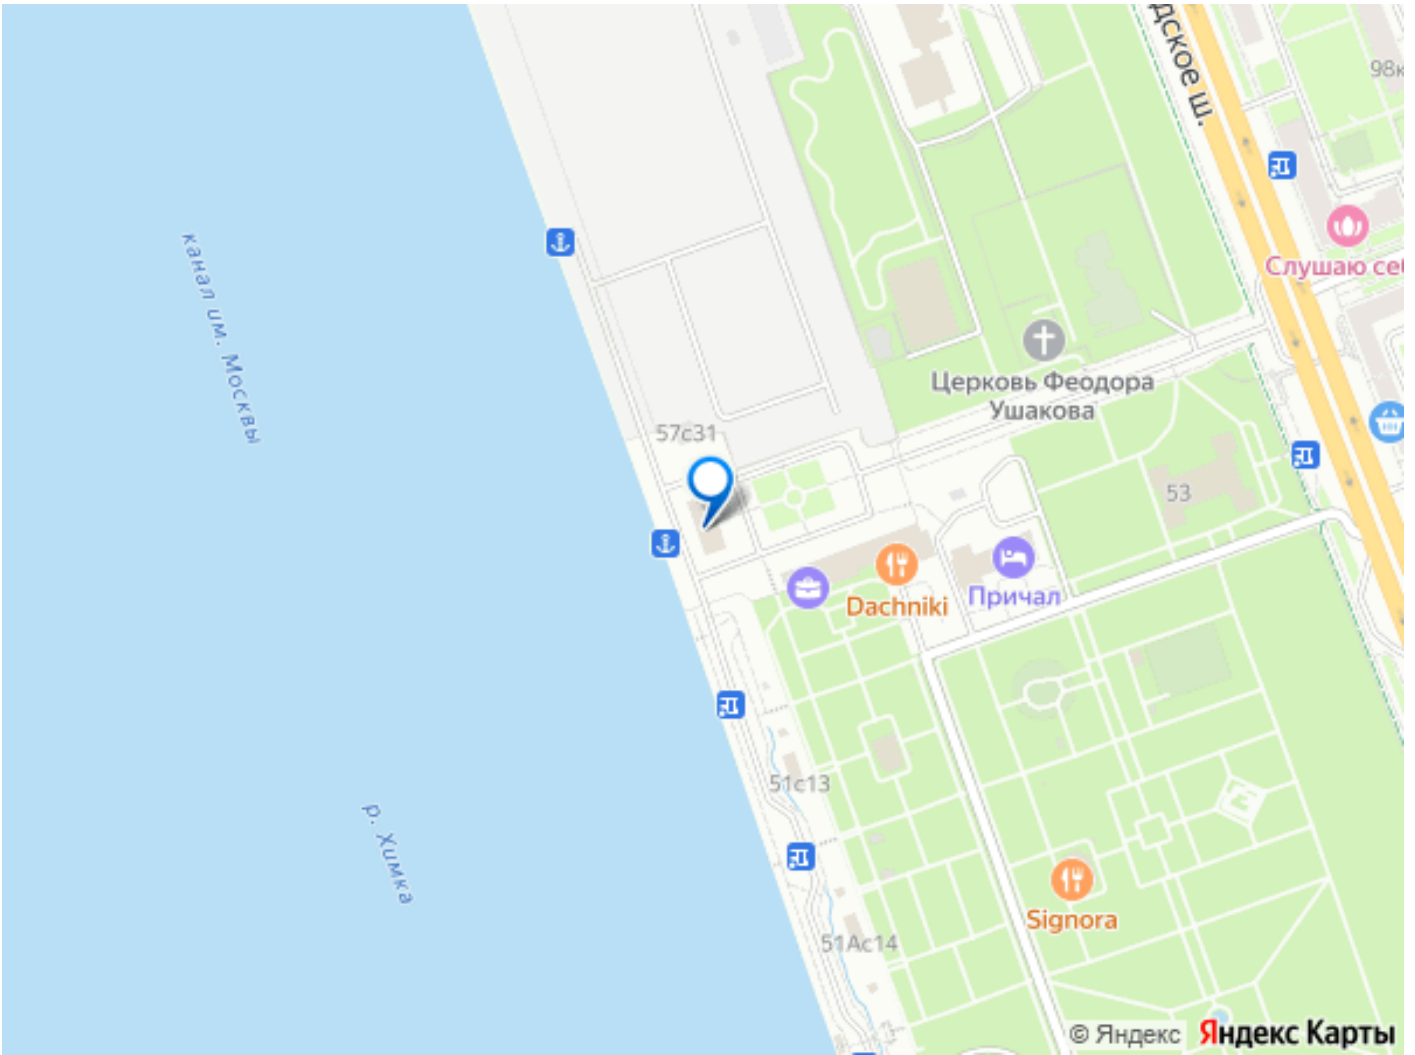 дское ш.
98к
Слушаю себ
канал им. Москвы
Церковь Феодора
Ушакова
57с31
53
Dachniki
Причал
51с13
р. Химка
Signora
51Ас14
© Яндекс Яндекс Карты